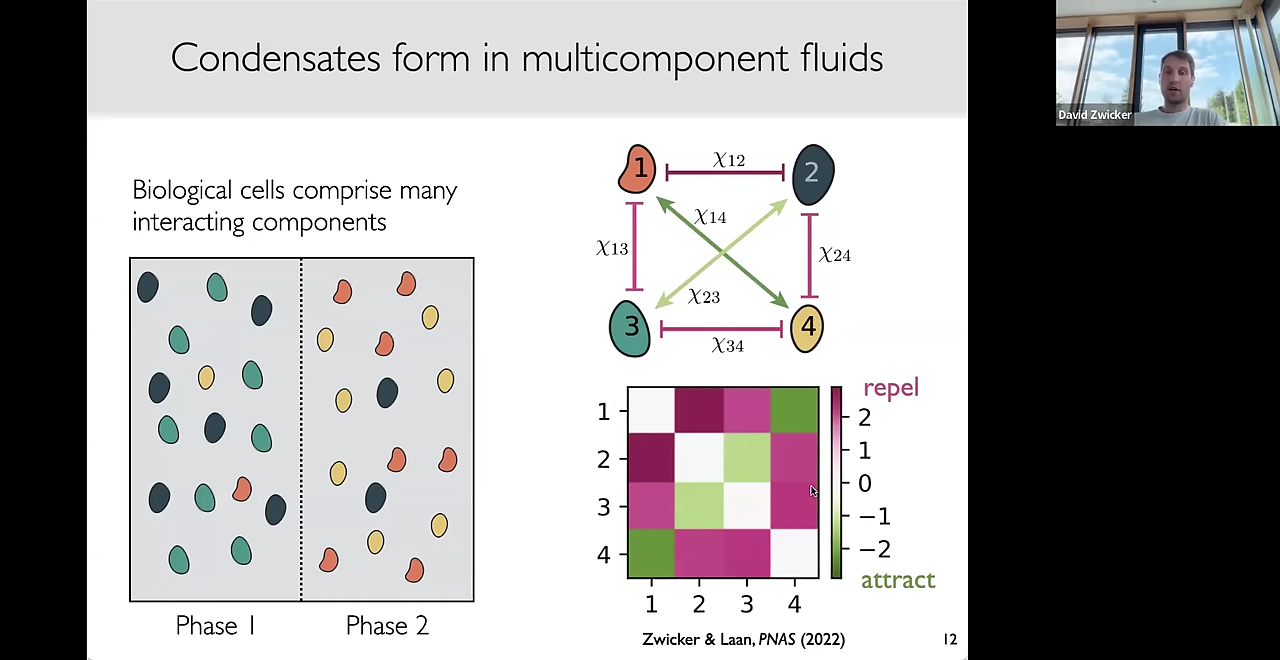 Condensates form in multicomponent fluids
David Zwicker
Biological cells comprise many
interacting components
Phase 1
Phase 2
1
χ12
2
χ14
χ13
χ24
χ23
3
χ34
4
repel
1
2
3
4
2
1
0
−1
−2
attract
1 2 3 4
Zwicker & Laan, PNAS (2022)
12